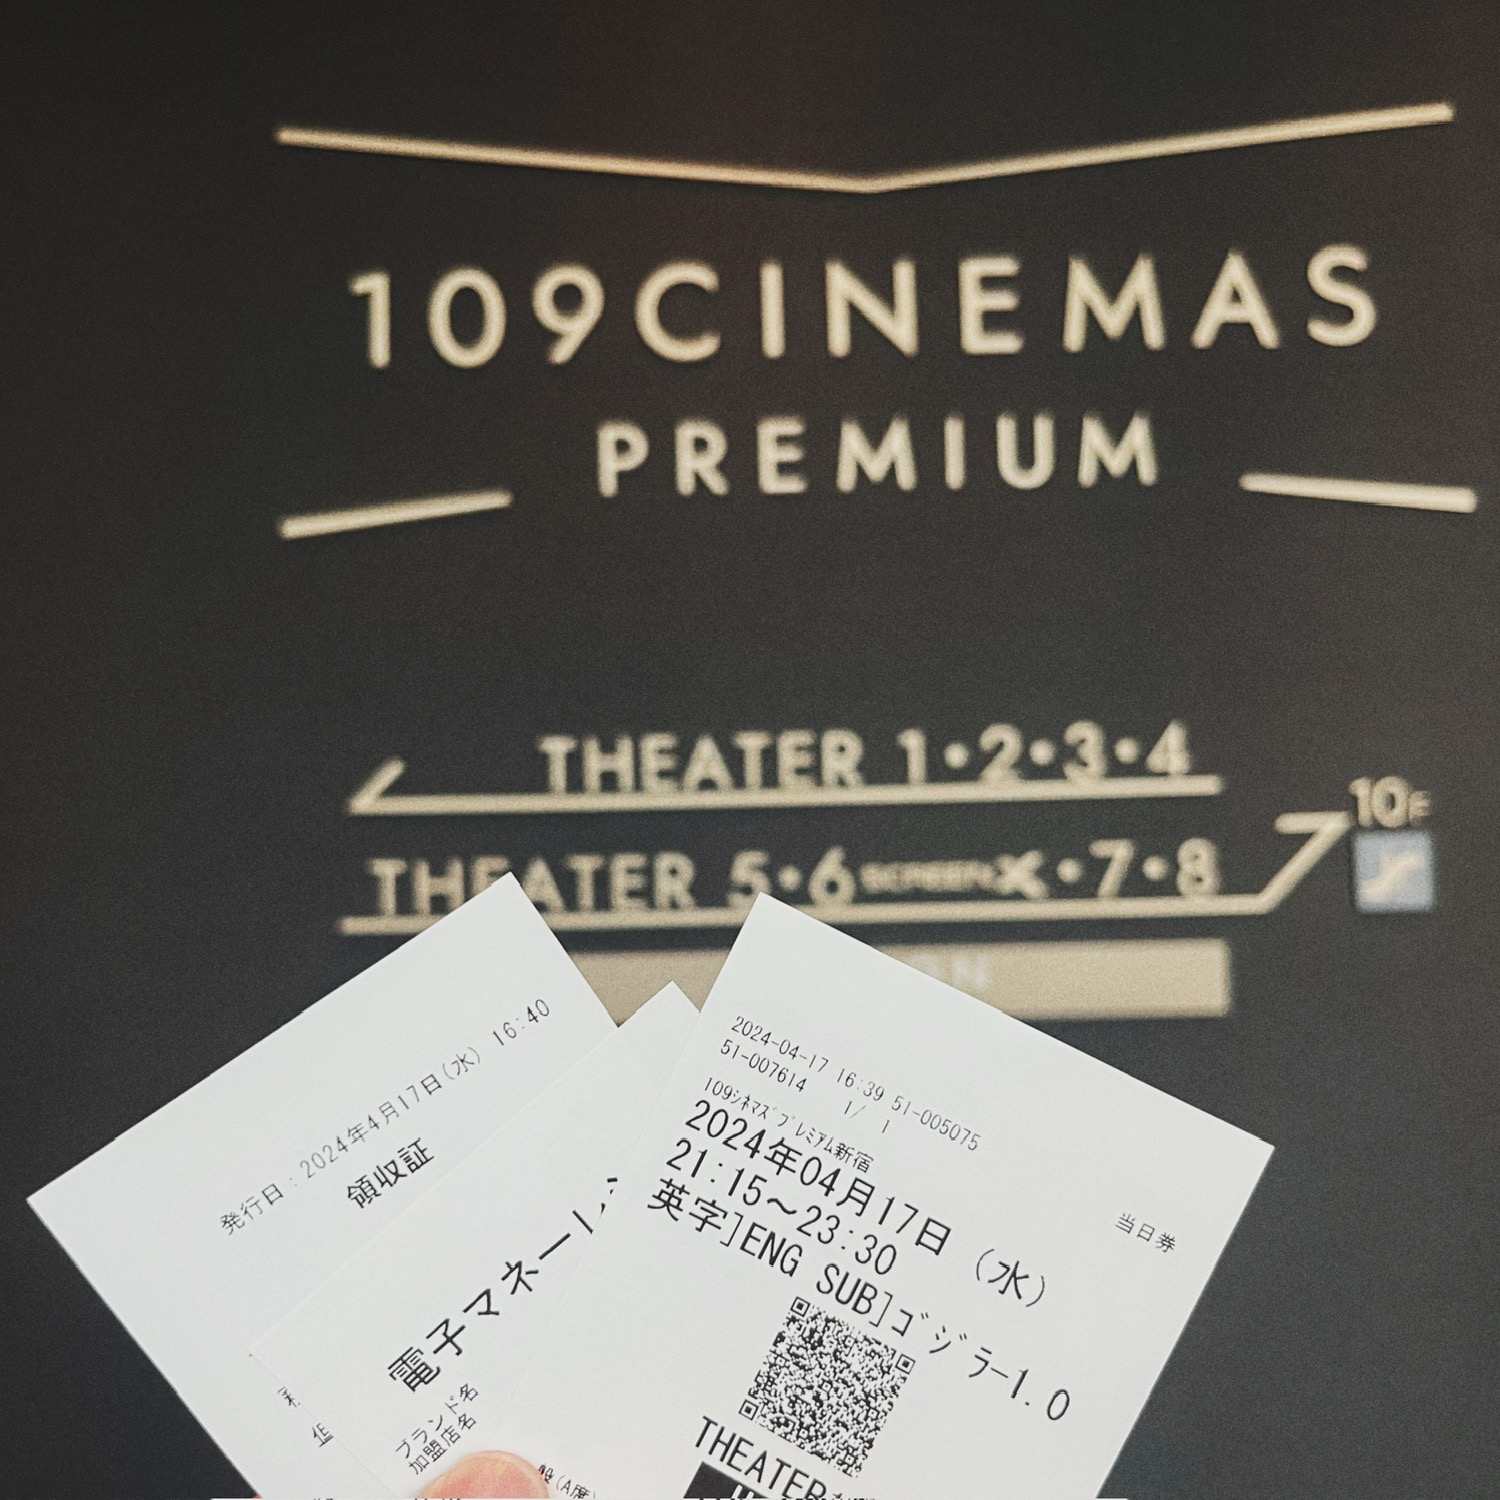 109CINEMAS
PREMIUM
THEATER 1・2・3・4
THEATER 5・6 SCREEN X・7・8
10F
発行日：2024年4月17日(水) 16:40
領収証
電子マネー
ブランド名
加盟店名
2024-04-17 16:39 51-005075
51-007614 1/ 1
109ｼﾈﾏｽﾞﾌﾟﾚﾐｱﾑ新宿
当日券
2024年04月17日 (水)
21:15～23:30
英字]ENG SUB]ｺﾞｼﾞﾗ-1.0
THEATER
般(A席)